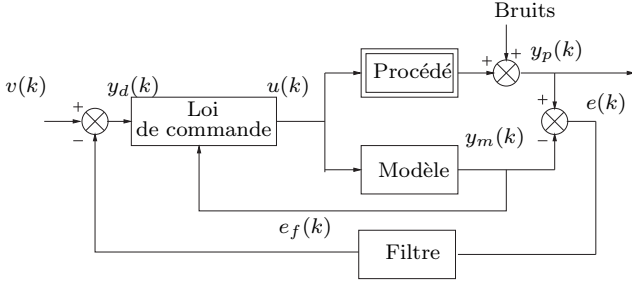 Bruits
v(k)
y_d(k)
u(k)
Procédé
+
+
y_p(k)
e(k)
+
−
Loi
de commande
+
−
y_m(k)
Modèle
e_f(k)
Filtre